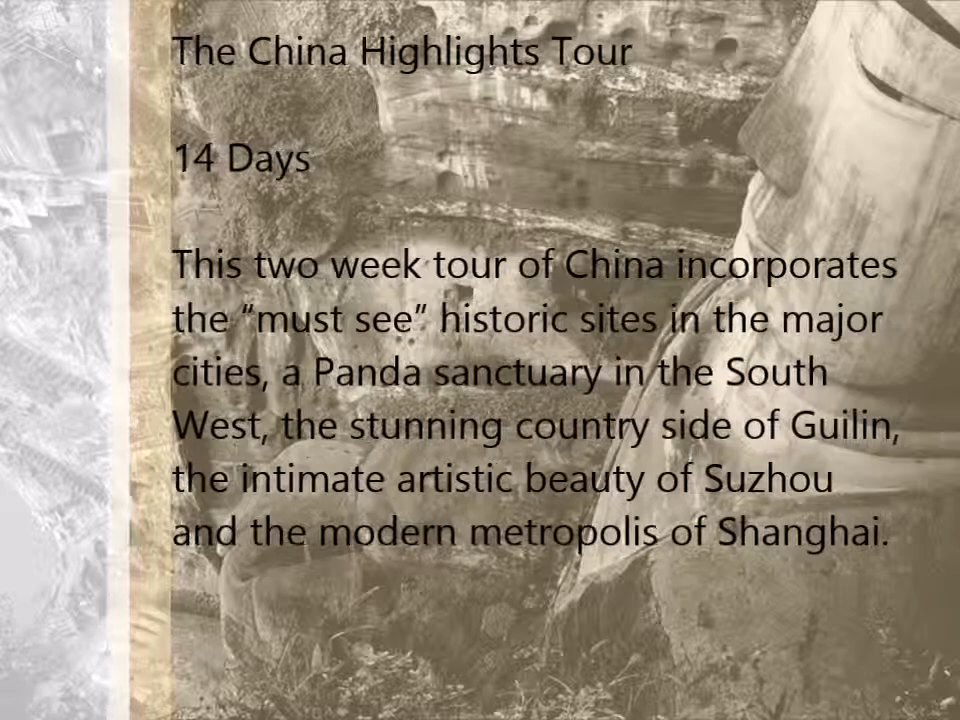 The China Highlights Tour
14 Days
This two week tour of China incorporates
the “must see” historic sites in the major
cities, a Panda sanctuary in the South
West, the stunning country side of Guilin,
the intimate artistic beauty of Suzhou
and the modern metropolis of Shanghai.